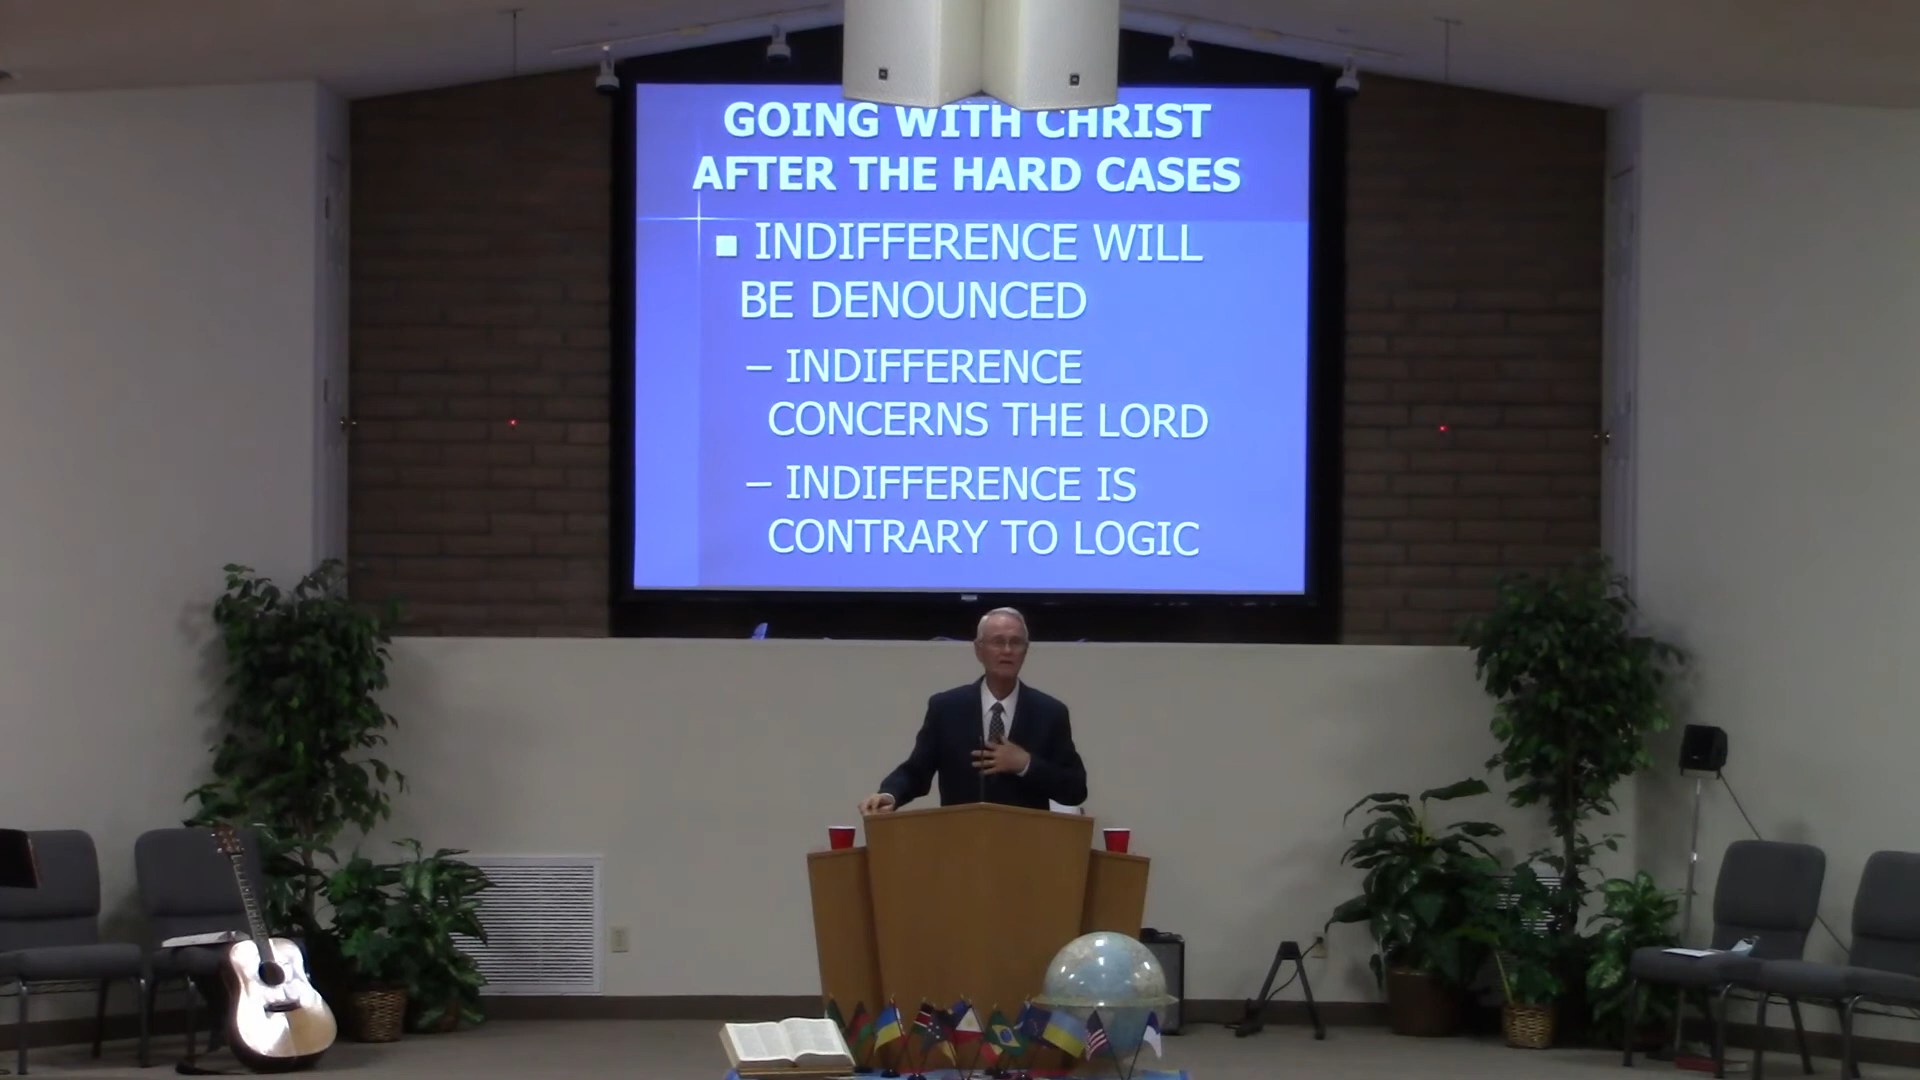 GOING WITH CHRIST
AFTER THE HARD CASES
■ INDIFFERENCE WILL
BE DENOUNCED
– INDIFFERENCE
CONCERNS THE LORD
– INDIFFERENCE IS
CONTRARY TO LOGIC